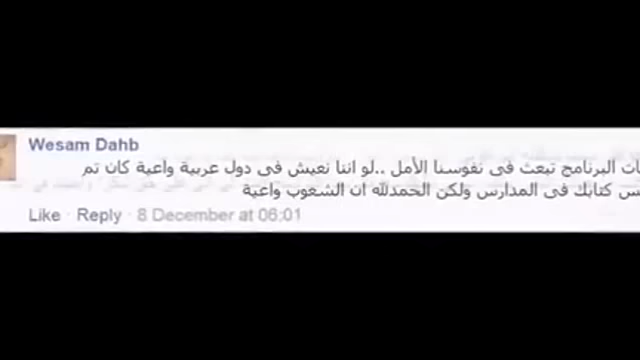 Wesam Dahb
البرنامج تبعث فى نفوسنا الأمل ..لو اننا نعيش فى دول عربية واعية كان تم
كتابك فى المدارس ولكن الحمدلله ان الشعوب واعية
Like · Reply · 8 December at 06:01